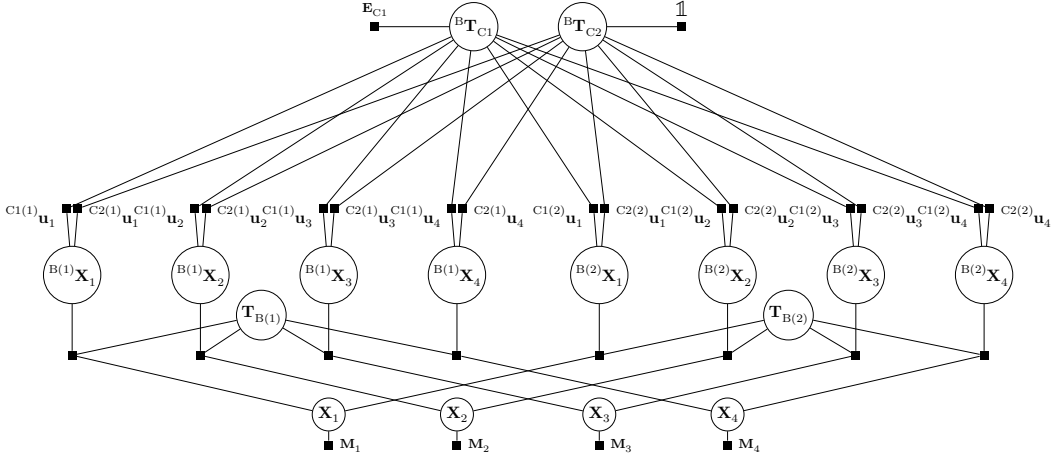 E_C1 𝟙
^B T_C1 ^B T_C2
^C1(1) u_1 ^C2(1) u_1 ^C1(1) u_2 ^C2(1) u_2 ^C1(1) u_3 ^C2(1) u_3 ^C1(1) u_4 ^C2(1) u_4 ^C1(2) u_1 ^C2(2) u_1 ^C1(2) u_2 ^C2(2) u_2 ^C1(2) u_3 ^C2(2) u_3 ^C1(2) u_4 ^C2(2) u_4
^B(1) X_1 ^B(1) X_2 ^B(1) X_3 ^B(1) X_4 ^B(2) X_1 ^B(2) X_2 ^B(2) X_3 ^B(2) X_4
T_B(1) T_B(2)
X_1 X_2 X_3 X_4
M_1 M_2 M_3 M_4